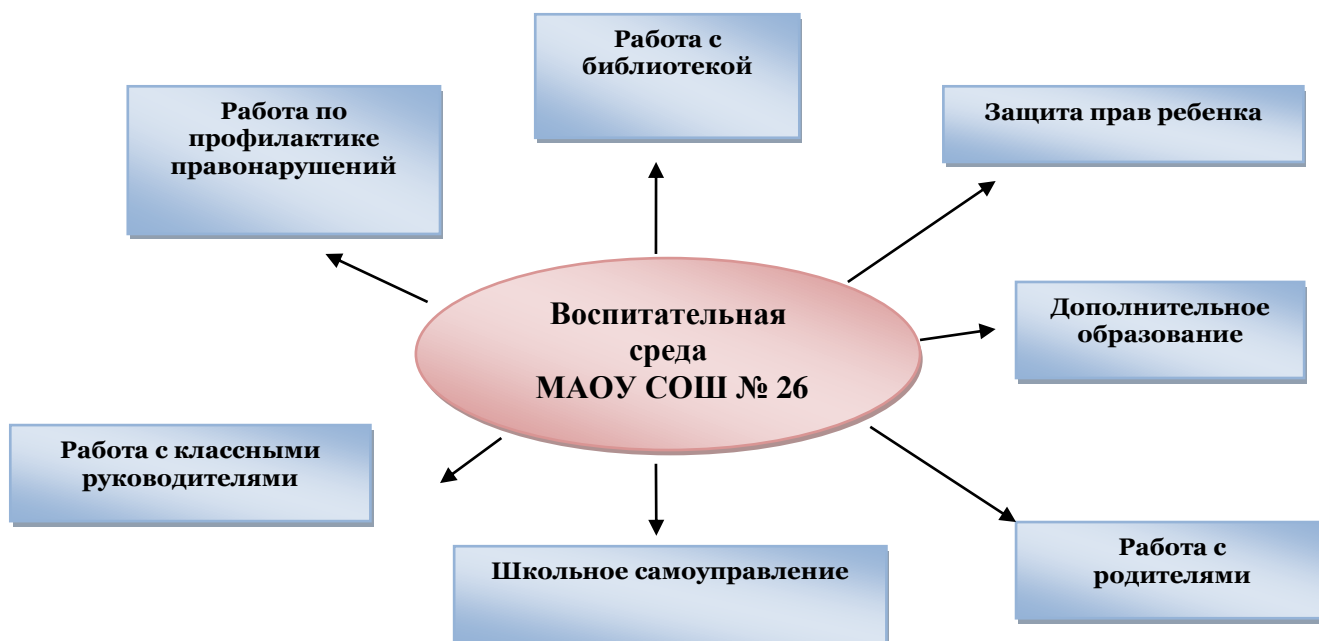 Работа с
библиотекой
Работа по
профилактике
правонарушений
Защита прав ребенка
Воспитательная
среда
МАОУ СОШ № 26
Дополнительное
образование
Работа с классными
руководителями
Школьное самоуправление
Работа с
родителями